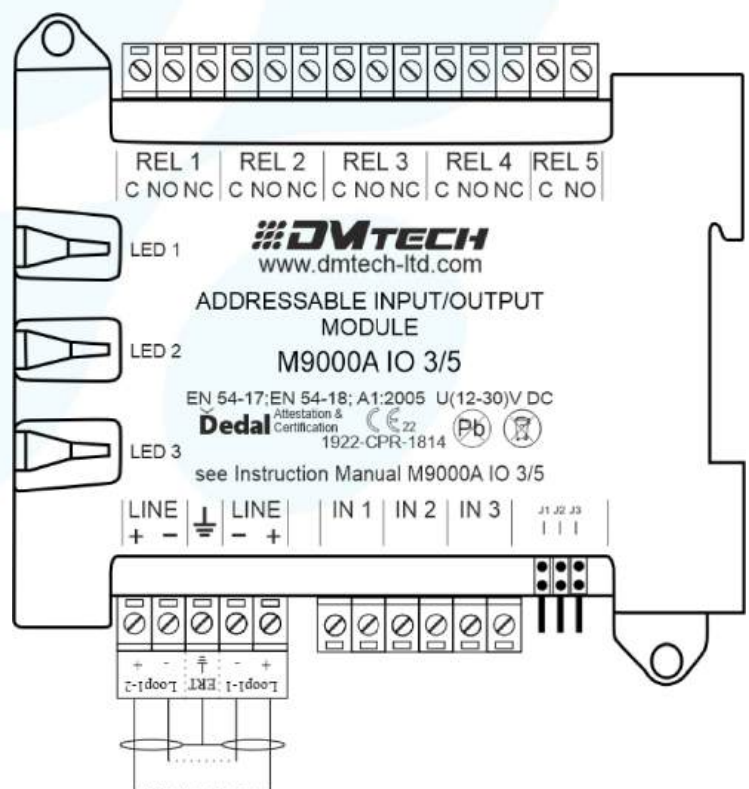 REL 1 REL 2 REL 3 REL 4 REL 5
C NO NC C NO NC C NO NC C NO NC C NO
LED 1
DMTECH
www.dmtech-ltd.com
ADDRESSABLE INPUT/OUTPUT
MODULE
LED 2
M9000A IO 3/5
EN 54-17;EN 54-18; A1:2005 U(12-30)V DC
Dedal Attestation & Certification CE 22 Pb
1922-CPR-1814
LED 3
see Instruction Manual M9000A IO 3/5
LINE LINE IN 1 IN 2 IN 3 J1 J2 J3
+ − − +
+ - - +
Loop1-2 ERT Loop1-1